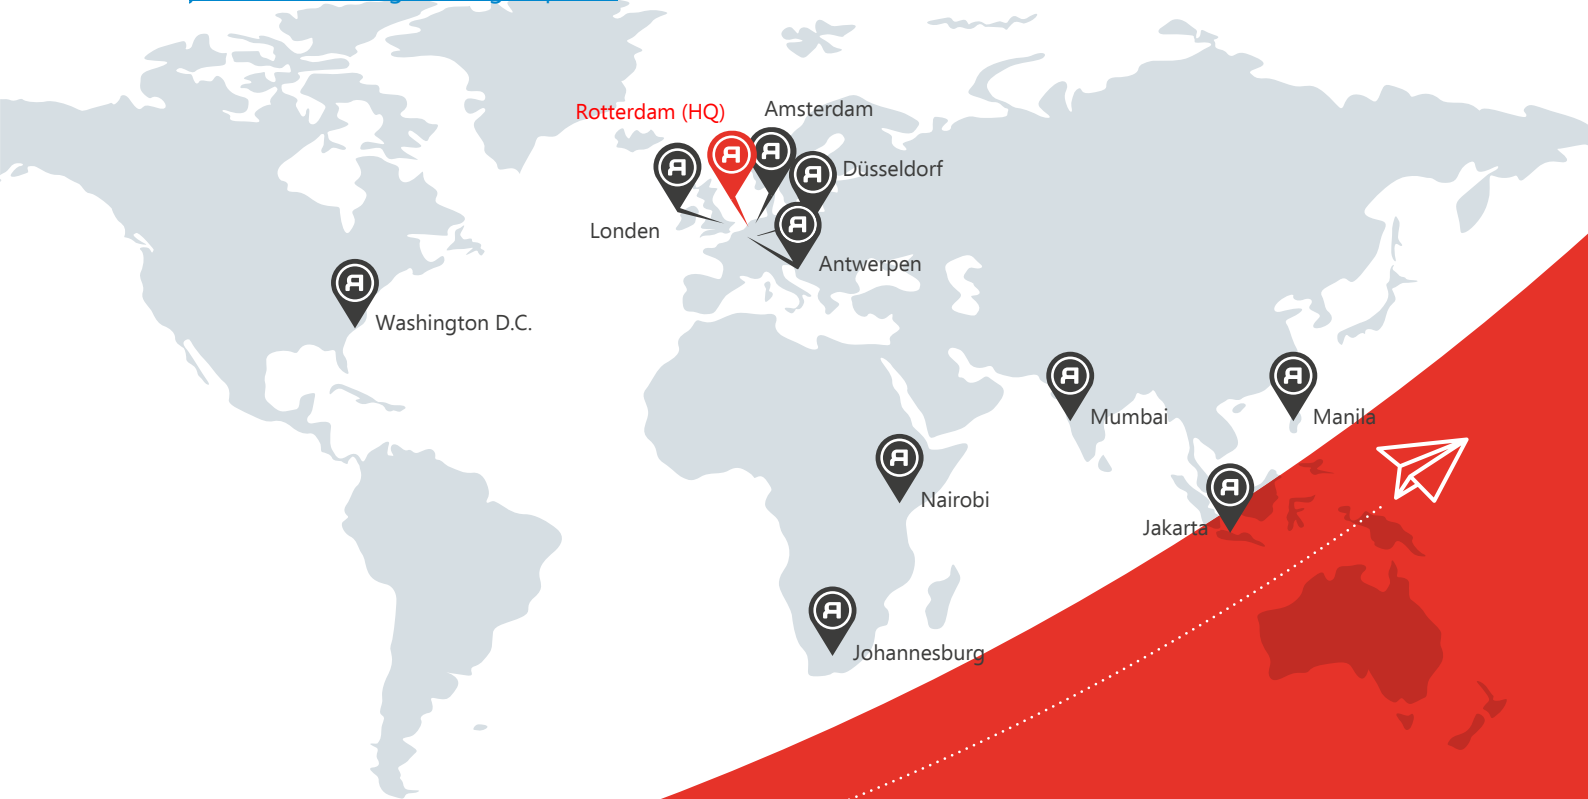 Rotterdam (HQ)
Amsterdam
Düsseldorf
Londen
Antwerpen
Washington D.C.
Mumbai
Manila
Nairobi
Jakarta
Johannesburg